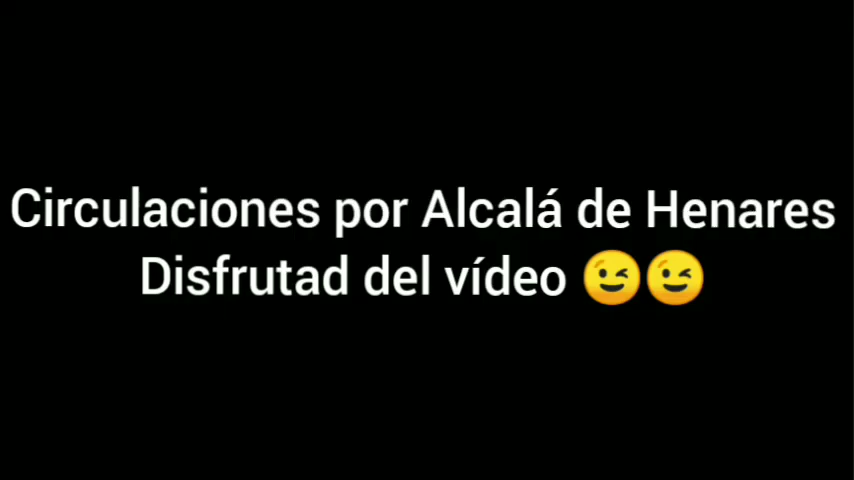 Circulaciones por Alcalá de Henares
Disfrutad del vídeo 😉😉